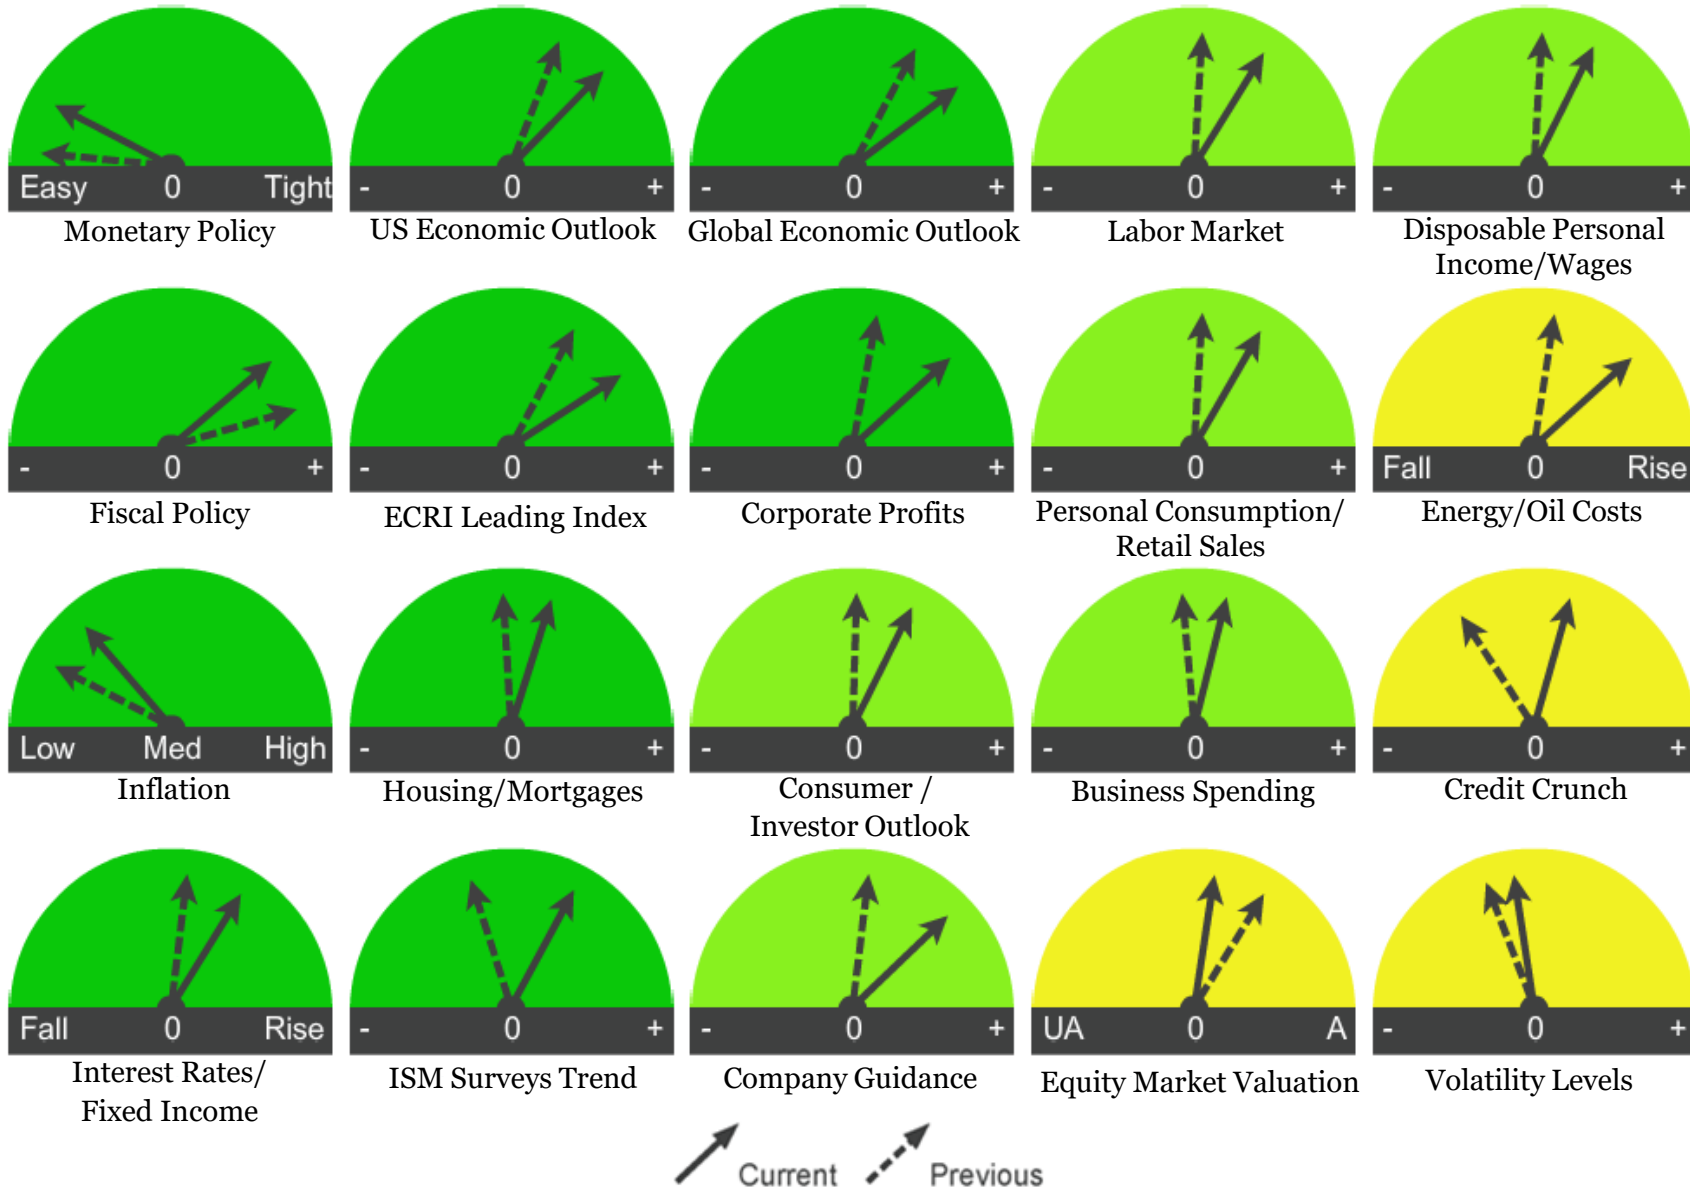 Easy 0 Tight
- 0 +
- 0 +
- 0 +
- 0 +
Monetary Policy
US Economic Outlook
Global Economic Outlook
Labor Market
Disposable Personal
Income/Wages
- 0 +
- 0 +
- 0 +
- 0 +
Fall 0 Rise
Fiscal Policy
ECRI Leading Index
Corporate Profits
Personal Consumption/
Retail Sales
Energy/Oil Costs
Low Med High
- 0 +
- 0 +
- 0 +
- 0 +
Inflation
Housing/Mortgages
Consumer /
Investor Outlook
Business Spending
Credit Crunch
Fall 0 Rise
- 0 +
- 0 +
UA 0 A
- 0 +
Interest Rates/
Fixed Income
ISM Surveys Trend
Company Guidance
Equity Market Valuation
Volatility Levels
Current
Previous